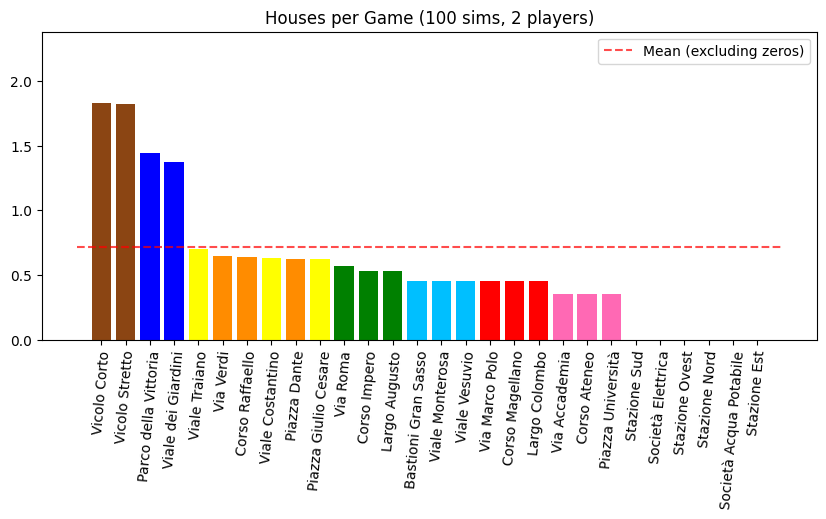 Houses per Game (100 sims, 2 players)
Mean (excluding zeros)
2.0
1.5
1.0
0.5
0.0
Vicolo Corto
Vicolo Stretto
Parco della Vittoria
Viale dei Giardini
Viale Traiano
Via Verdi
Corso Raffaello
Viale Costantino
Piazza Dante
Piazza Giulio Cesare
Via Roma
Corso Impero
Largo Augusto
Bastioni Gran Sasso
Viale Monterosa
Viale Vesuvio
Via Marco Polo
Corso Magellano
Largo Colombo
Via Accademia
Corso Ateneo
Piazza Università
Stazione Sud
Società Elettrica
Stazione Ovest
Stazione Nord
Società Acqua Potabile
Stazione Est